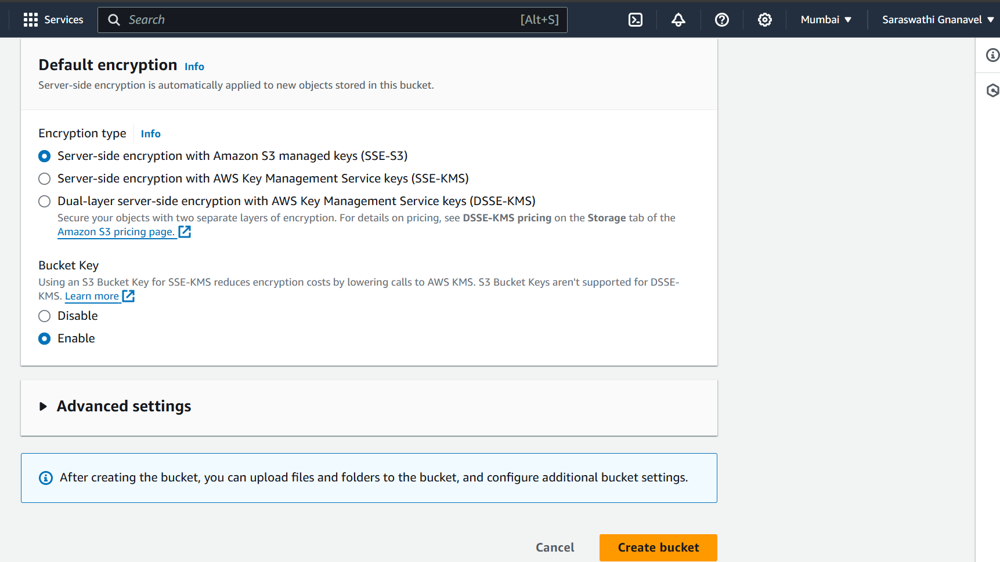 Services Search [Alt+S] Mumbai ▼ Saraswathi Gnanavel ▼
Default encryption Info
Server-side encryption is automatically applied to new objects stored in this bucket.
Encryption type Info
Server-side encryption with Amazon S3 managed keys (SSE-S3)
Server-side encryption with AWS Key Management Service keys (SSE-KMS)
Dual-layer server-side encryption with AWS Key Management Service keys (DSSE-KMS)
Secure your objects with two separate layers of encryption. For details on pricing, see DSSE-KMS pricing on the Storage tab of the
Amazon S3 pricing page.
Bucket Key
Using an S3 Bucket Key for SSE-KMS reduces encryption costs by lowering calls to AWS KMS. S3 Bucket Keys aren't supported for DSSE-
KMS. Learn more
Disable
Enable
Advanced settings
After creating the bucket, you can upload files and folders to the bucket, and configure additional bucket settings.
Cancel Create bucket